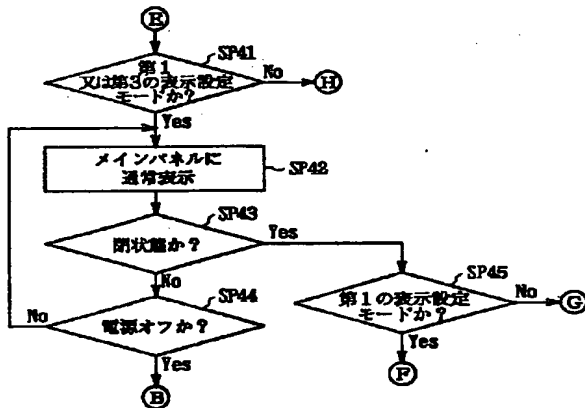 E
SP41
第1
又は第3の表示設定
モードか?
No
H
Yes
メインパネルに
通常表示
SP42
SP43
閉状態か?
Yes
No
SP44
SP45
電源オフか?
No
第1の表示設定
モードか?
No
G
Yes
Yes
B
F